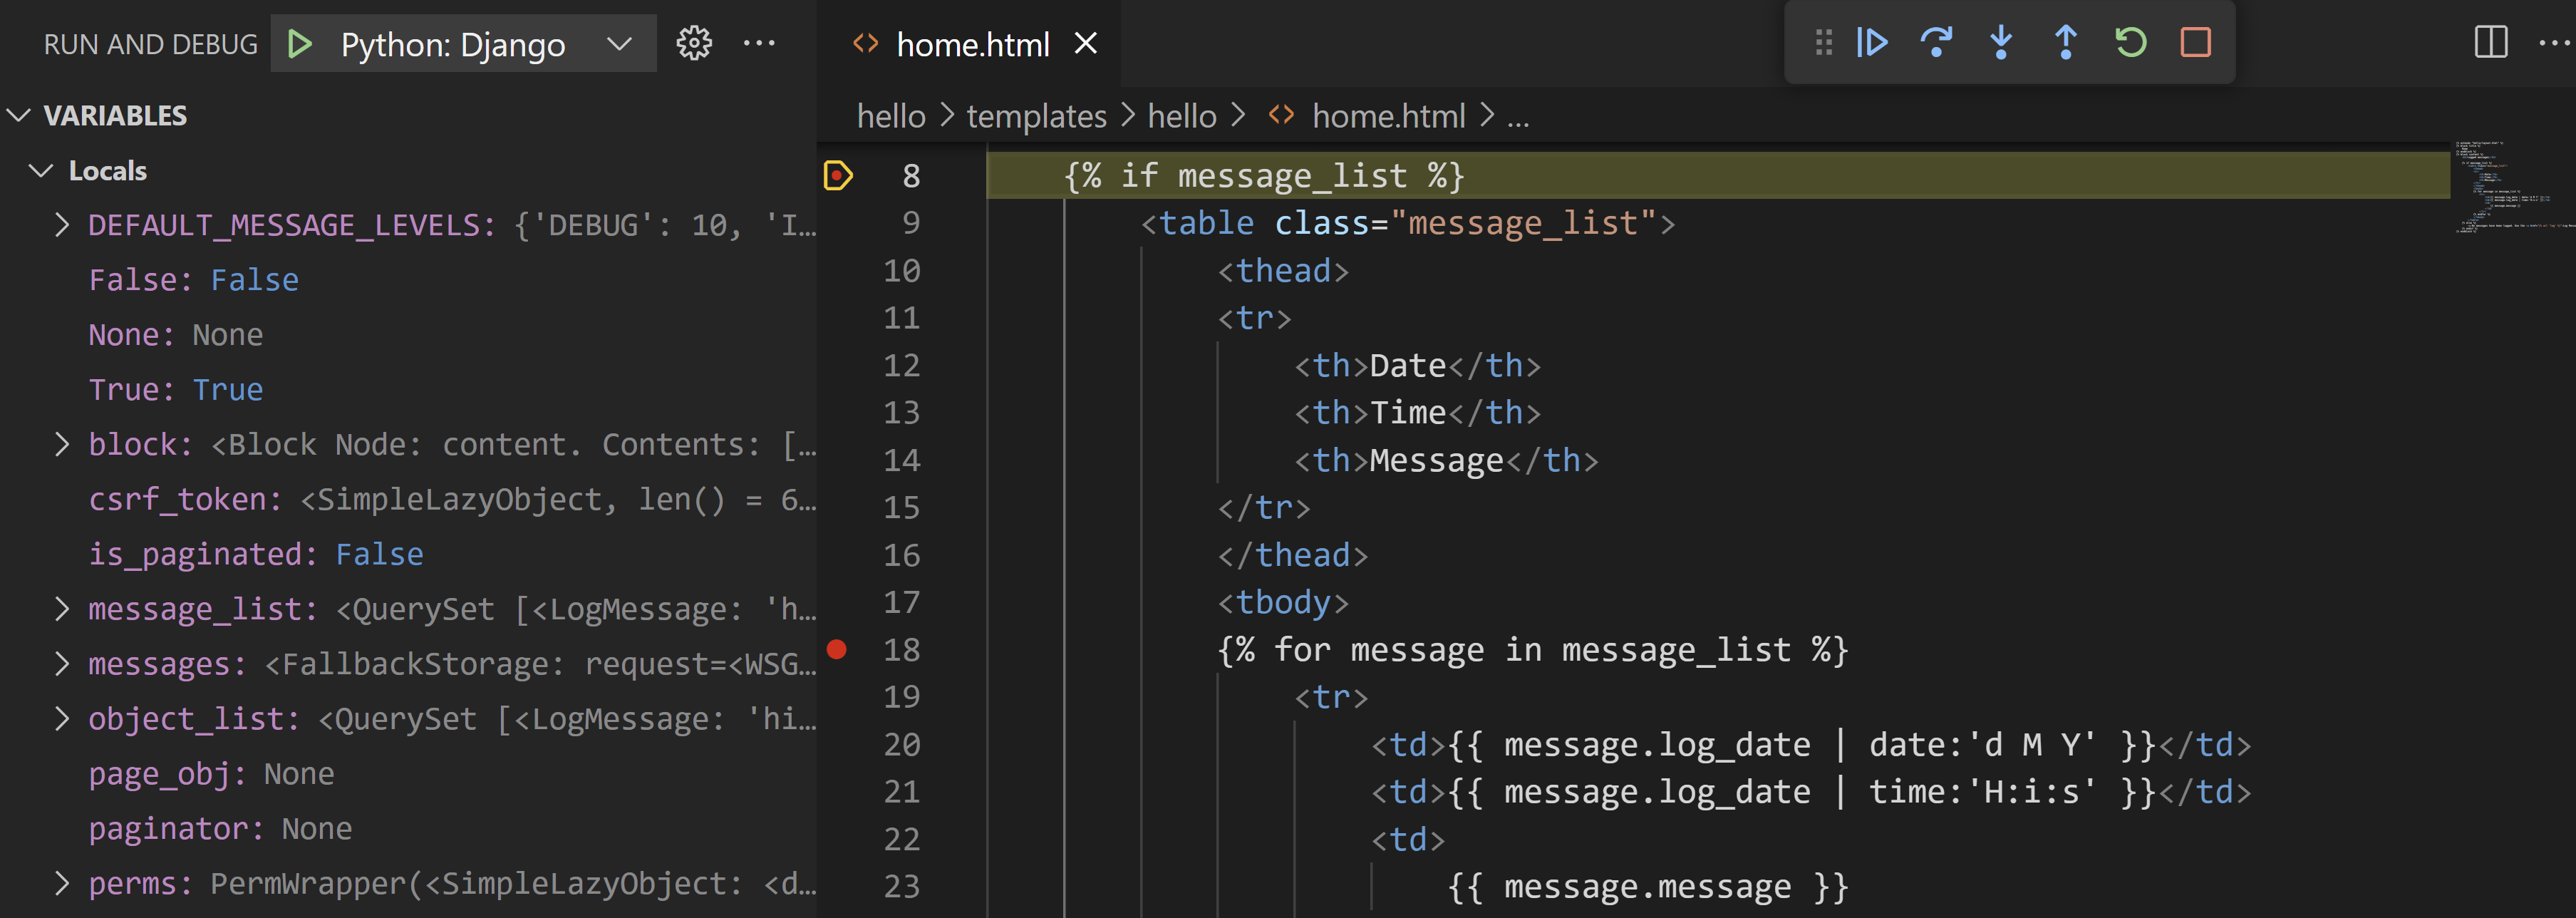 RUN AND DEBUG Python: Django
VARIABLES
Locals
DEFAULT_MESSAGE_LEVELS: {'DEBUG': 10, 'I…
False: False
None: None
True: True
block: <Block Node: content. Contents: […
csrf_token: <SimpleLazyObject, len() = 6…
is_paginated: False
message_list: <QuerySet [<LogMessage: 'h…
messages: <FallbackStorage: request=<WSG…
object_list: <QuerySet [<LogMessage: 'hi…
page_obj: None
paginator: None
perms: PermWrapper(<SimpleLazyObject: <d…
home.html
hello > templates > hello > home.html > ...
8 {% if message_list %}
9 <table class="message_list">
10 <thead>
11 <tr>
12 <th>Date</th>
13 <th>Time</th>
14 <th>Message</th>
15 </tr>
16 </thead>
17 <tbody>
18 {% for message in message_list %}
19 <tr>
20 <td>{{ message.log_date | date:'d M Y' }}</td>
21 <td>{{ message.log_date | time:'H:i:s' }}</td>
22 <td>
23 {{ message.message }}